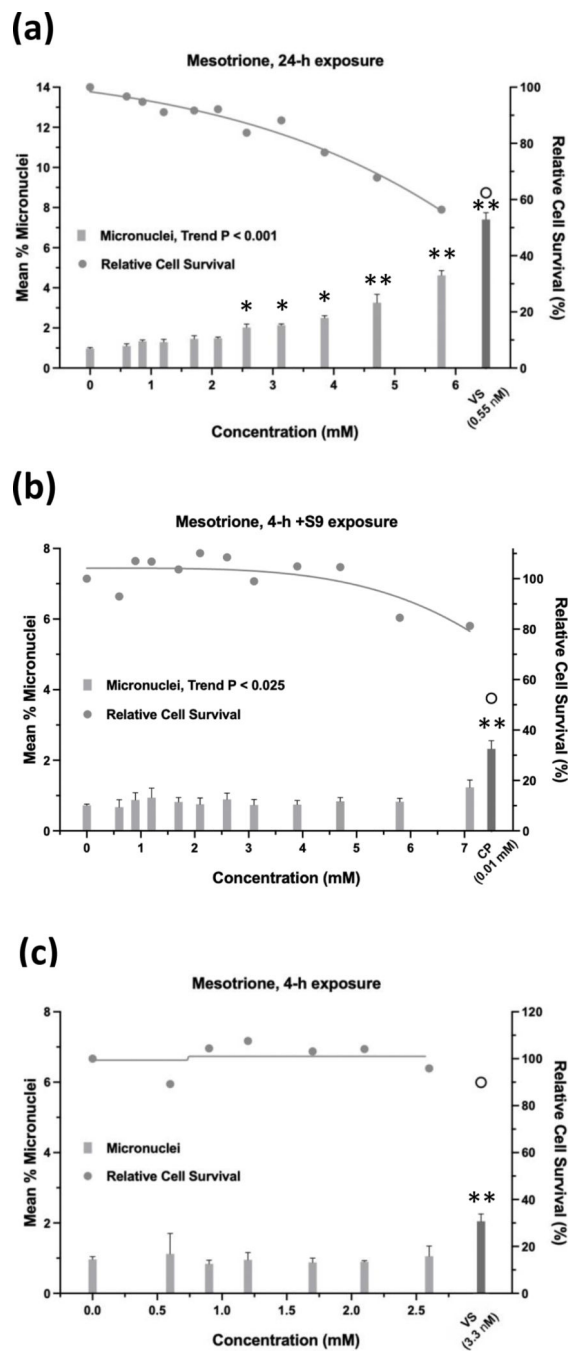 (a)
Mesotrione, 24-h exposure
14
12
10
8
6
4
2
0
Mean % Micronuclei
100
80
60
40
20
0
Relative Cell Survival (%)
Micronuclei, Trend P < 0.001
Relative Cell Survival
* * * ** ** **
0 1 2 3 4 5 6
VS
(0.55 nM)
Concentration (mM)
(b)
Mesotrione, 4-h +S9 exposure
8
6
4
2
0
Mean % Micronuclei
100
80
60
40
20
0
Relative Cell Survival (%)
Micronuclei, Trend P < 0.025
Relative Cell Survival
**
0 1 2 3 4 5 6 7
CP
(0.01 mM)
Concentration (mM)
(c)
Mesotrione, 4-h exposure
8
6
4
2
0
Mean % Micronuclei
120
100
80
60
40
20
0
Relative Cell Survival (%)
Micronuclei
Relative Cell Survival
**
0.0 0.5 1.0 1.5 2.0 2.5
VS
(3.3 nM)
Concentration (mM)